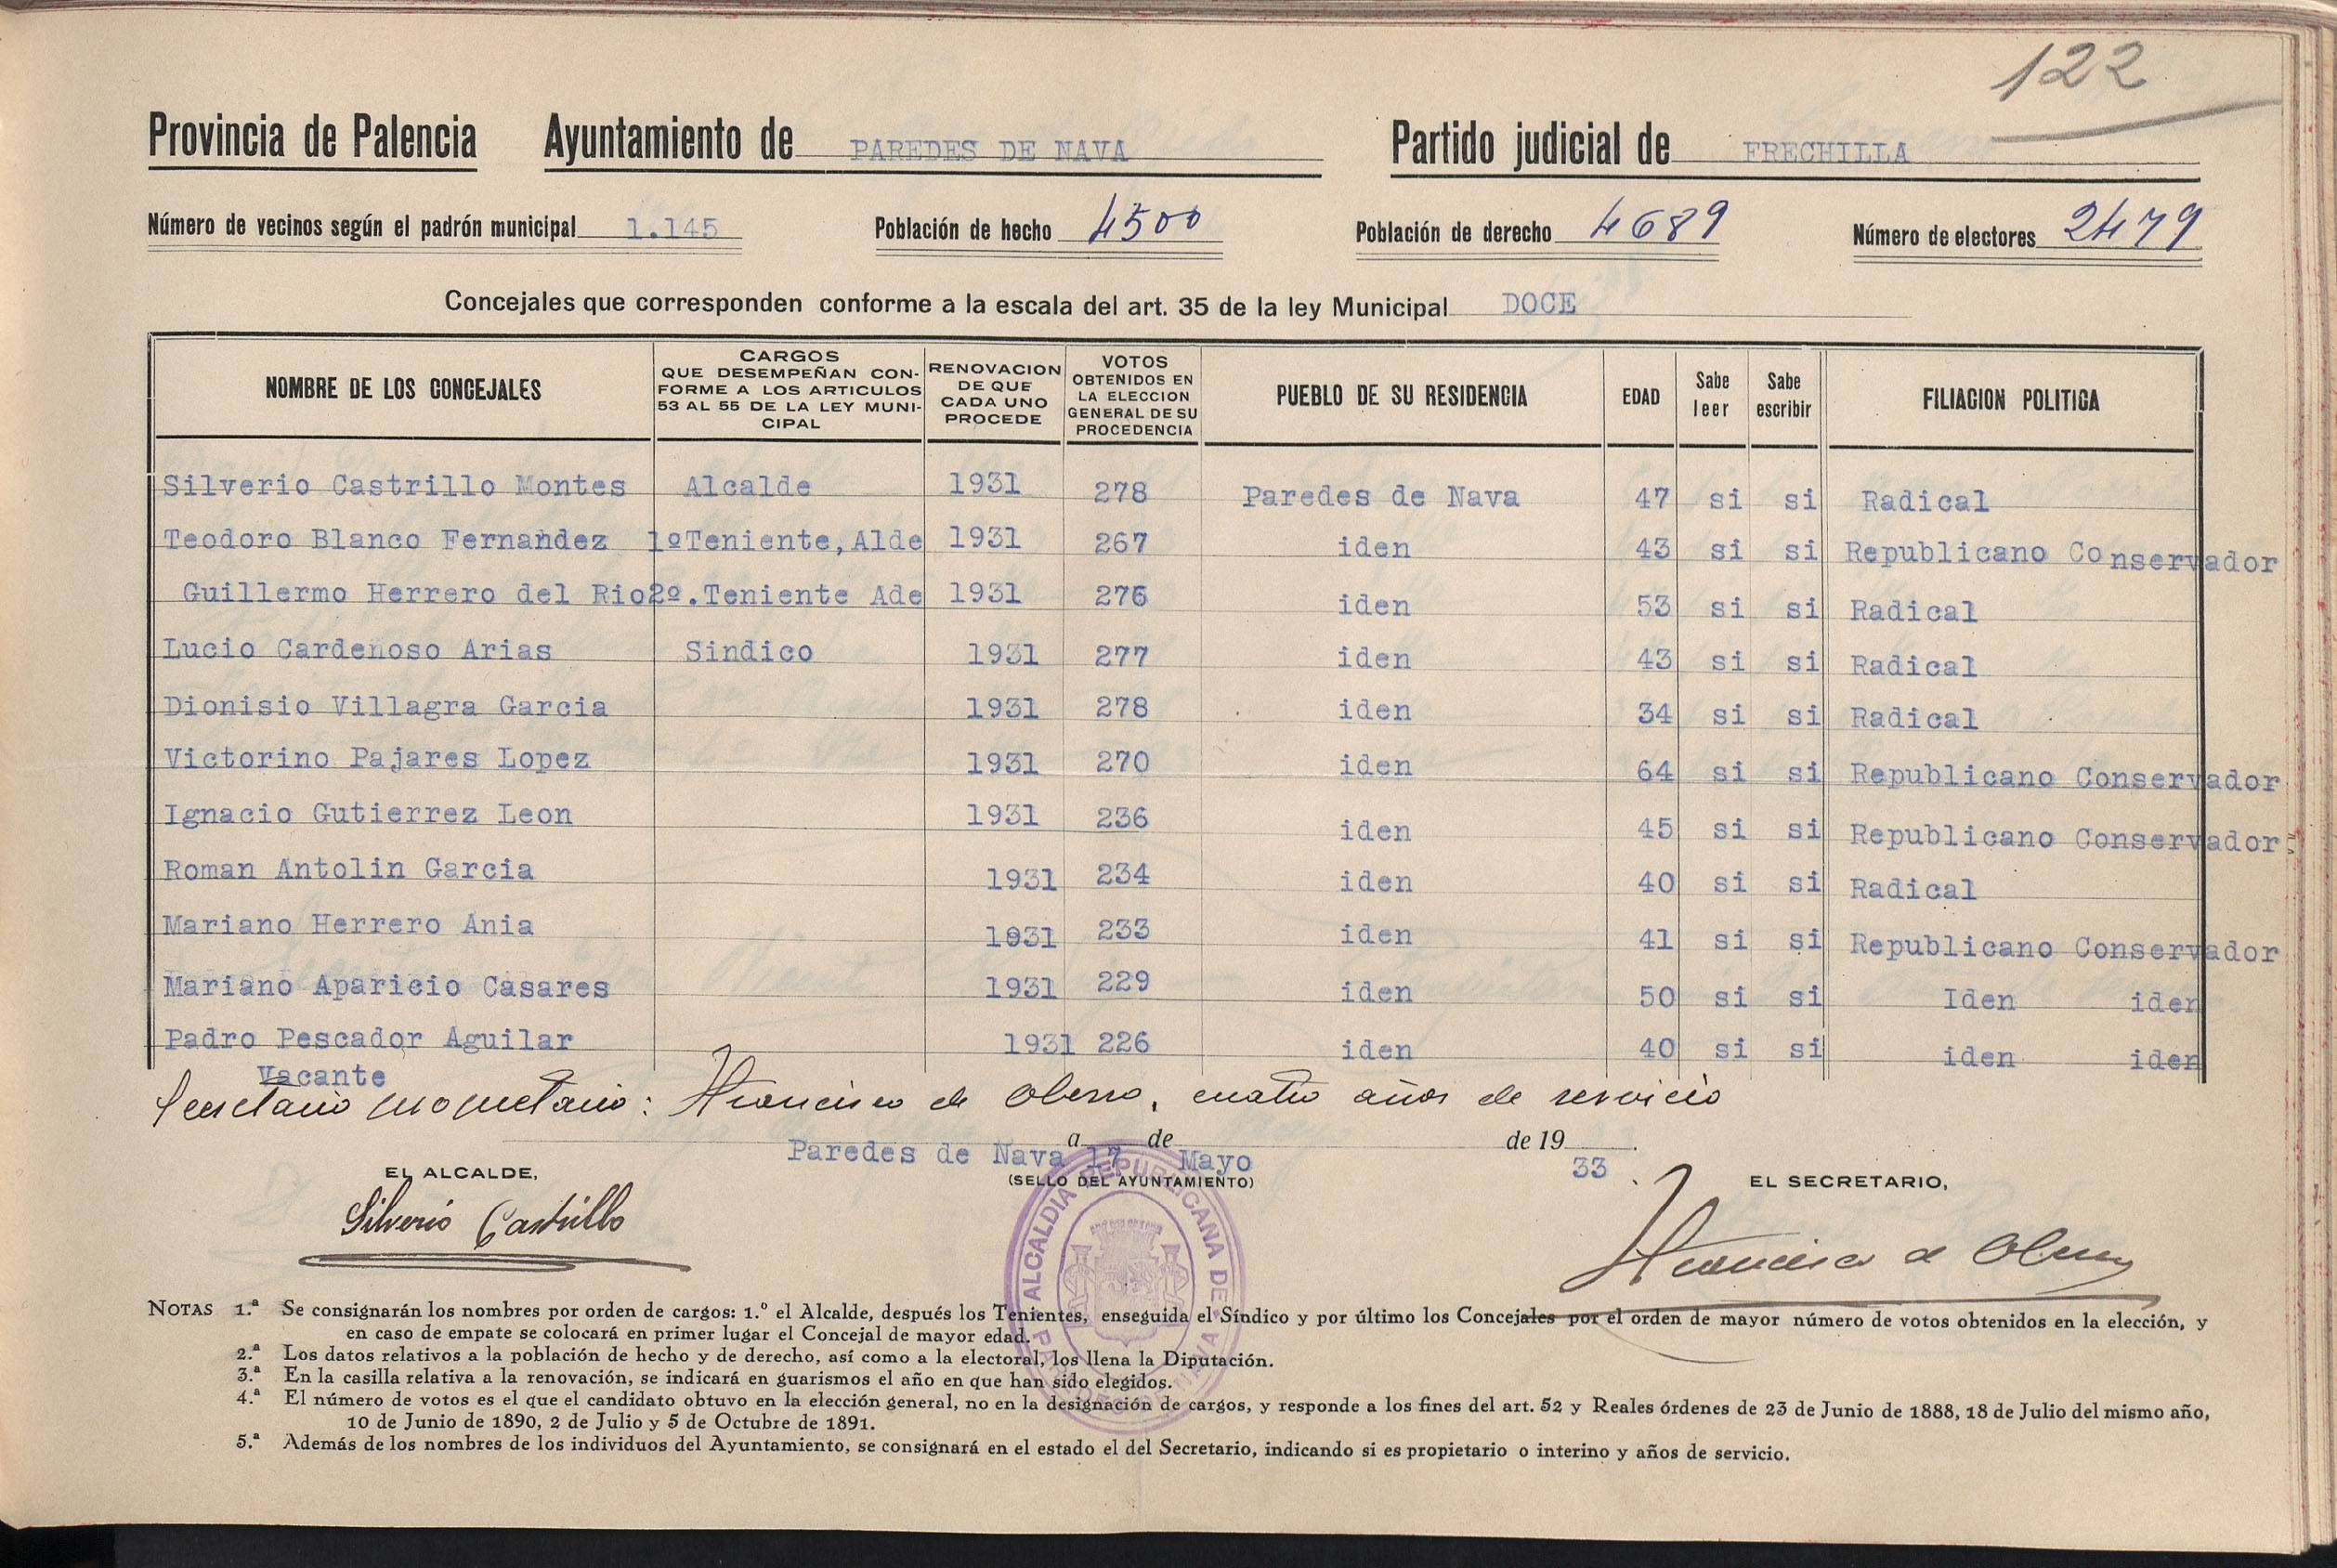 122
Provincia de Palencia Ayuntamiento de PAREDES DE NAVA Partido judicial de FRECHILLA
Número de vecinos según el padrón municipal 1.145 Población de hecho 4500 Población de derecho 4689 Número de electores 2479
Concejales que corresponden conforme a la escala del art. 35 de la ley Municipal DOCE
NOMBRE DE LOS CONCEJALES CARGOS QUE DESEMPEÑAN CON-FORME A LOS ARTICULOS 53 AL 55 DE LA LEY MUNI-CIPAL RENOVACION DE QUE CADA UNO PROCEDE VOTOS OBTENIDOS EN LA ELECCION GENERAL DE SU PROCEDENCIA PUEBLO DE SU RESIDENCIA EDAD Sabe leer Sabe escribir FILIACION POLITICA
Silverio Castrillo Montes Alcalde 1931 278 Paredes de Nava 47 si si Radical
Teodoro Blanco Fernandez 1ºTeniente,Alde 1931 267 iden 43 si si Republicano Conservador
Guillermo Herrero del Rio 2º.Teniente Ade 1931 276 iden 53 si si Radical
Lucio Cardenoso Arias Sindico 1931 277 iden 43 si si Radical
Dionisio Villagra Garcia 1931 278 iden 34 si si Radical
Victorino Pajares Lopez 1931 270 iden 64 si si Republicano Conservador
Ignacio Gutierrez Leon 1931 236 iden 45 si si Republicano Conservador
Roman Antolin Garcia 1931 234 iden 40 si si Radical
Mariano Herrero Ania 1931 233 iden 41 si si Republicano Conservador
Mariano Aparicio Casares 1931 229 iden 50 si si Iden iden
Padro Pescador Aguilar 1931 226 iden 40 si si iden iden
Vacante
Secretario propietario: Francisco de , cuatro años de servicio
Paredes de Nava a 17 de Mayo de 1933.
EL ALCALDE,
(SELLO DEL AYUNTAMIENTO)
EL SECRETARIO,
Silverio Castrillo
Francisco de
ALCALDIA REPUBLICANA DE PAREDES DE NAVA
NOTAS 1.ª Se consignarán los nombres por orden de cargos: 1.º el Alcalde, después los Tenientes, enseguida el Síndico y por último los Concejales por el orden de mayor número de votos obtenidos en la elección, y
en caso de empate se colocará en primer lugar el Concejal de mayor edad.
2.ª Los datos relativos a la población de hecho y de derecho, así como a la electoral, los llena la Diputación.
3.ª En la casilla relativa a la renovación, se indicará en guarismos el año en que han sido elegidos.
4.ª El número de votos es el que el candidato obtuvo en la elección general, no en la designación de cargos, y responde a los fines del art. 52 y Reales órdenes de 23 de Junio de 1888, 18 de Julio del mismo año,
10 de Junio de 1890, 2 de Julio y 5 de Octubre de 1891.
5.ª Además de los nombres de los individuos del Ayuntamiento, se consignará en el estado el del Secretario, indicando si es propietario o interino y años de servicio.